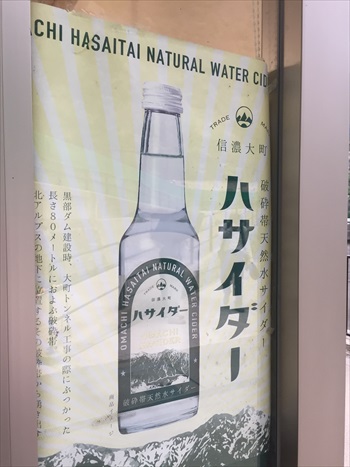 ACHI HASAITAI NATURAL WATER CID
TRADE MA
信濃大町
破砕帯天然水サイダー
ハサイダー
OMACHI HASAITAI NATURAL WATER CIDER
信濃大町
ハサイダー
破砕帯天然水サイダー
黒部ダム建設時、大町トンネル工事の際にぶつかった
長さ80メートルにおよぶ破砕帯
北アルプスの地下に